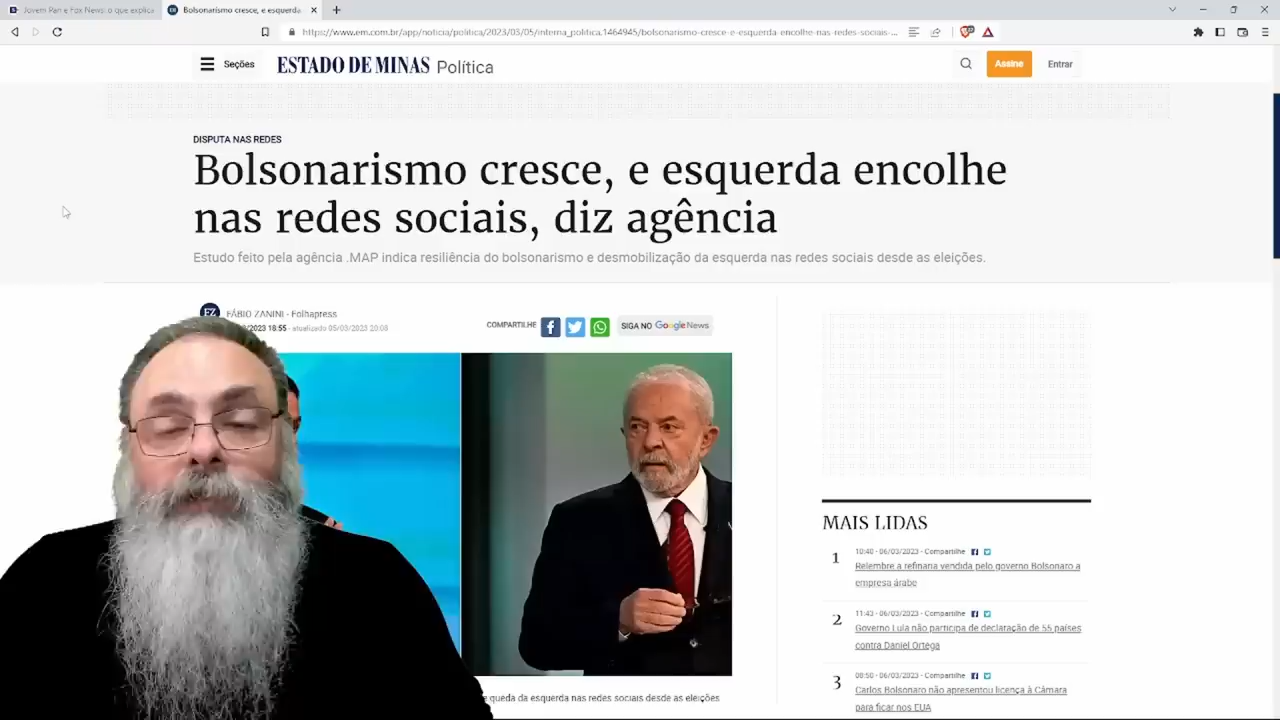 Jovem Pan e Fox News: o que explica
Bolsonarismo cresce, e esquerda
https://www.em.com.br/app/noticia/politica/2023/03/05/interna_politica,1464945/bolsonarismo-cresce-e-esquerda-encolhe-nas-redes-sociais-...
Seções
ESTADO DE MINAS Política
Assine
Entrar
DISPUTA NAS REDES
Bolsonarismo cresce, e esquerda encolhe
nas redes sociais, diz agência
Estudo feito pela agência .MAP indica resiliência do bolsonarismo e desmobilização da esquerda nas redes sociais desde as eleições.
FÁBIO ZANINI - Folhapress
/2023 18:55 - atualizado 05/03/2023 20:08
COMPARTILHE
SIGA NO Google News
queda da esquerda nas redes sociais desde as eleições
MAIS LIDAS
1
10:40 - 06/03/2023 - Compartilhe
Relembre a refinaria vendida pelo governo Bolsonaro a
empresa árabe
2
11:43 - 06/03/2023 - Compartilhe
Governo Lula não participa de declaração de 55 países
contra Daniel Ortega
3
00:50 - 06/03/2023 - Compartilhe
Carlos Bolsonaro não apresentou licença à Câmara
para ficar nos EUA